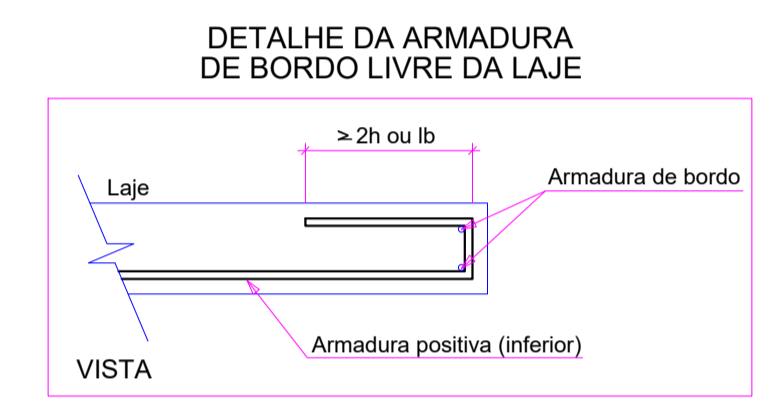 DETALHE DA ARMADURA
DE BORDO LIVRE DA LAJE
≥ 2h ou lb
Armadura de bordo
Laje
Armadura positiva (inferior)
VISTA